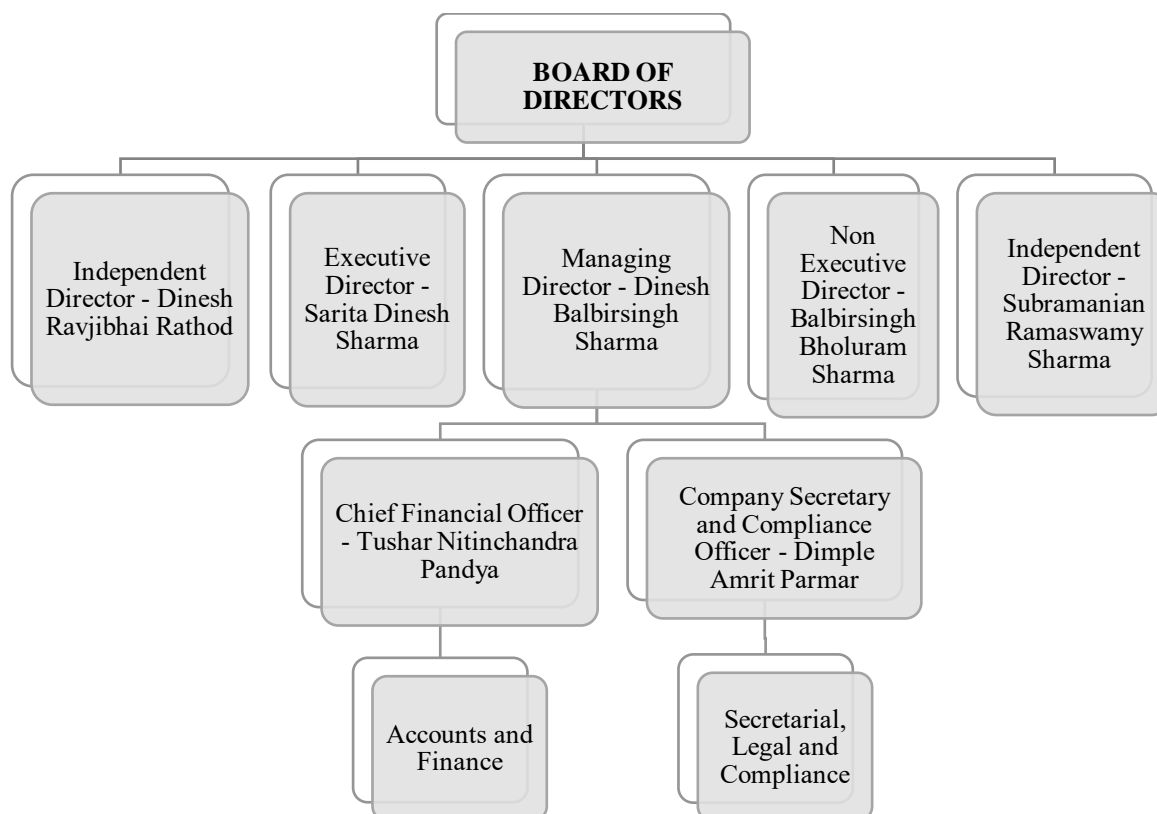 BOARD OF
DIRECTORS
Independent
Director - Dinesh
Ravjibhai Rathod
Executive
Director -
Sarita Dinesh
Sharma
Managing
Director - Dinesh
Balbirsingh
Sharma
Non
Executive
Director -
Balbirsingh
Bholuram
Sharma
Independent
Director -
Subramanian
Ramaswamy
Sharma
Chief Financial Officer
- Tushar Nitinchandra
Pandya
Company Secretary
and Compliance
Officer - Dimple
Amrit Parmar
Accounts and
Finance
Secretarial,
Legal and
Compliance